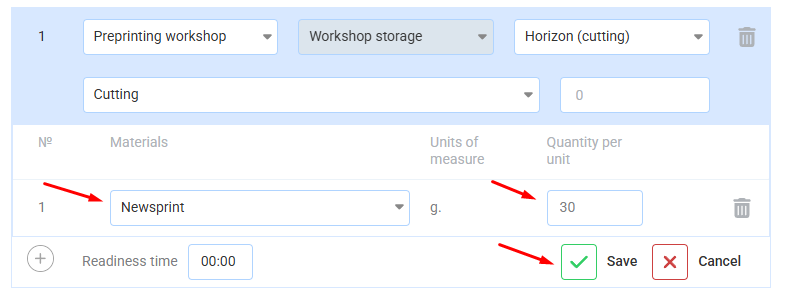 1 Preprinting workshop Workshop storage Horizon (cutting)
Cutting 0
№ Materials Units of measure Quantity per unit
1 Newsprint g. 30
Readiness time 00:00 Save Cancel